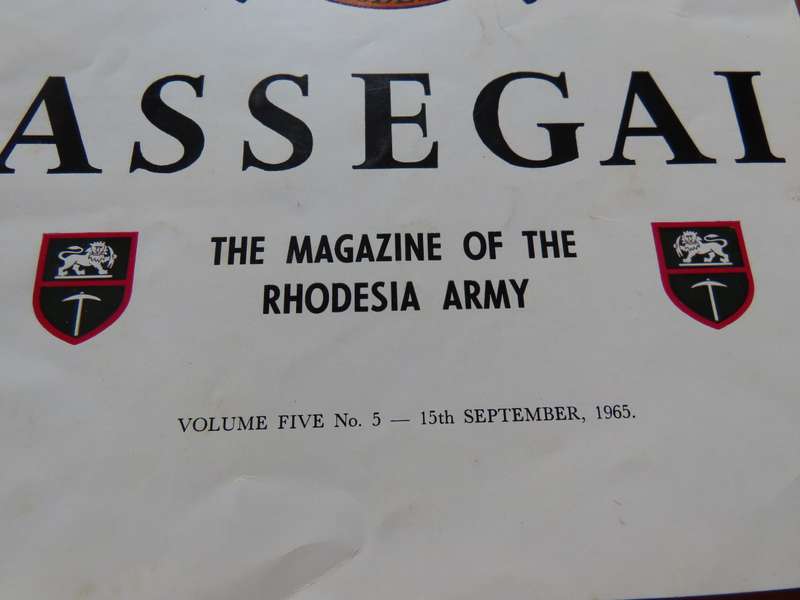 ASSEGAI
THE MAGAZINE OF THE
RHODESIA ARMY
VOLUME FIVE No. 5 — 15th SEPTEMBER, 1965.